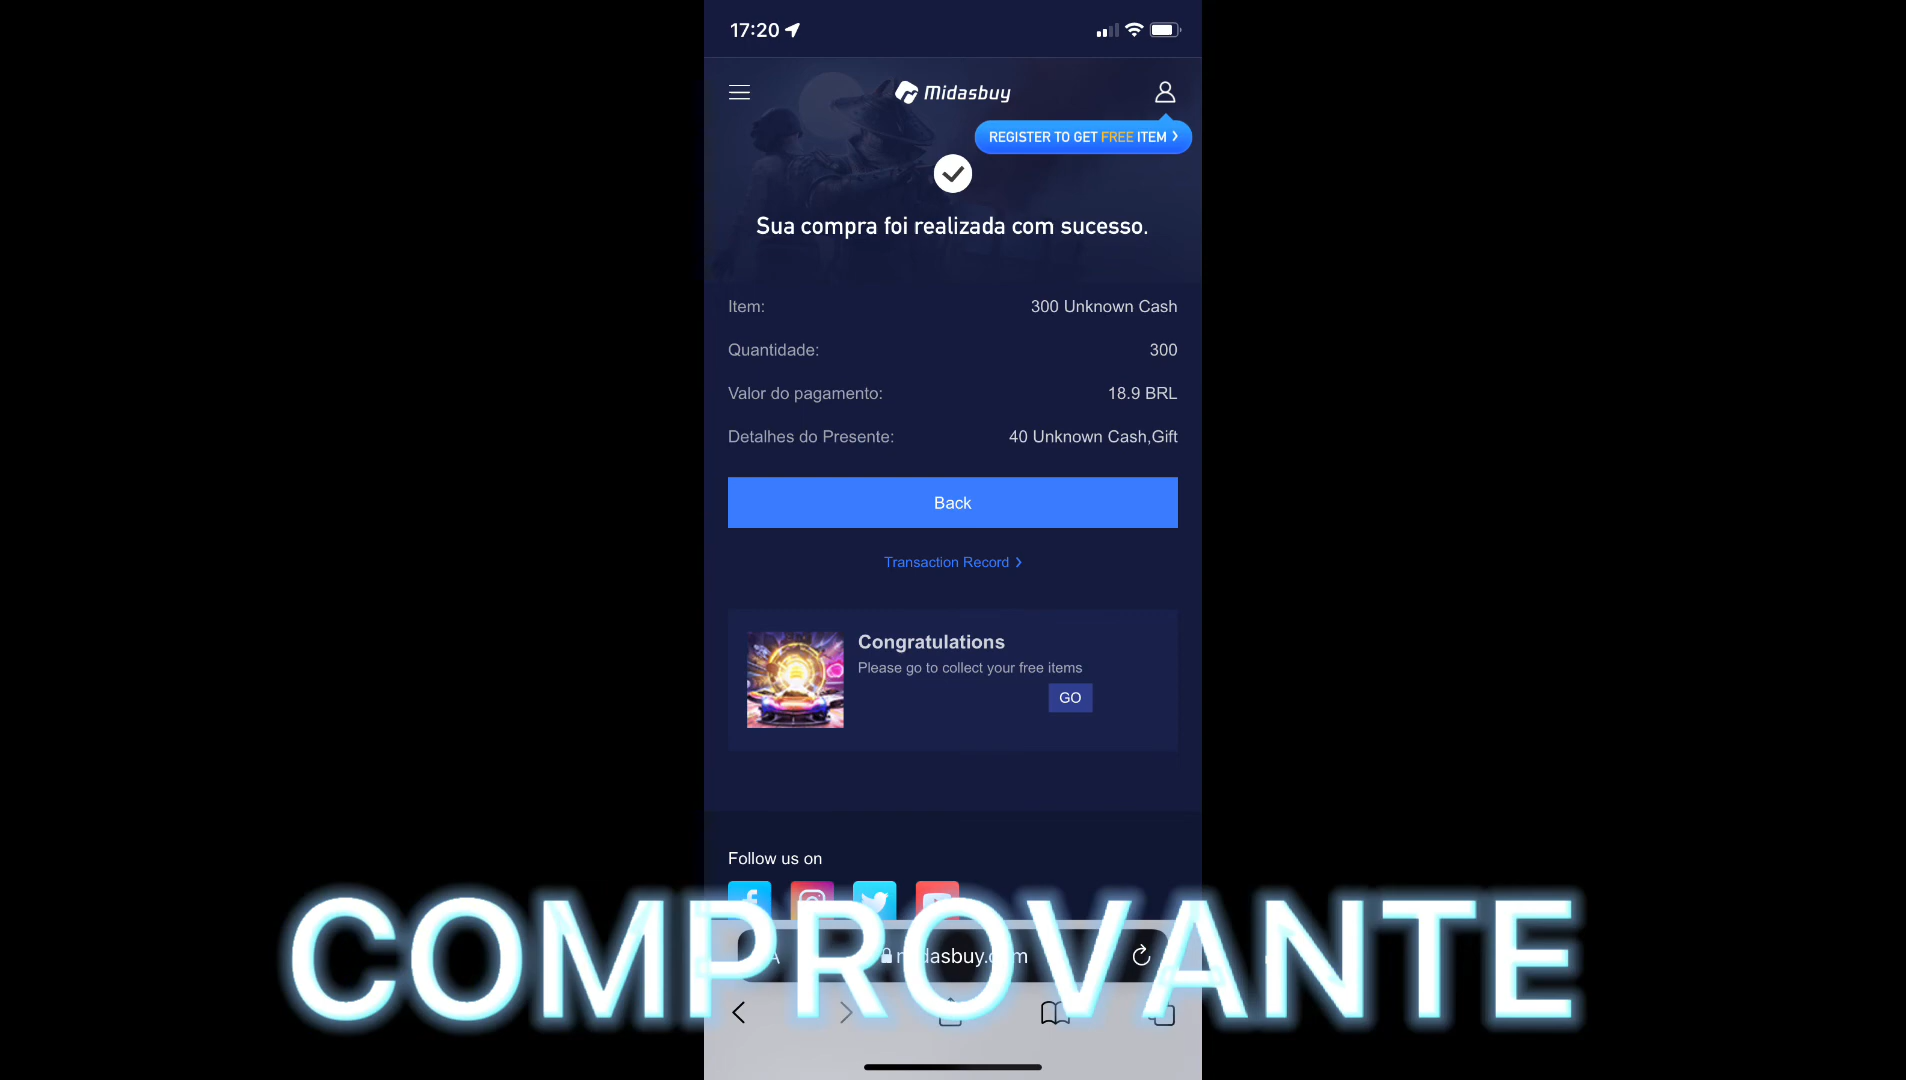 17:20
Midasbuy
REGISTER TO GET FREE ITEM
Sua compra foi realizada com sucesso.
Item: 300 Unknown Cash
Quantidade: 300
Valor do pagamento: 18.9 BRL
Detalhes do Presente: 40 Unknown Cash,Gift
Back
Transaction Record
Congratulations
Please go to collect your free items
GO
Follow us on
midasbuy.com
COMPROVANTE